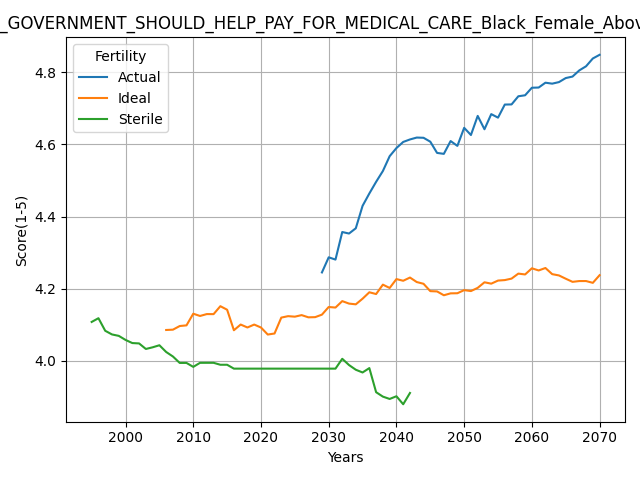 _GOVERNMENT_SHOULD_HELP_PAY_FOR_MEDICAL_CARE_Black_Female_Abov
Fertility
Actual
Ideal
Sterile
Score(1-5)
4.8
4.6
4.4
4.2
4.0
2000 2010 2020 2030 2040 2050 2060 2070
Years